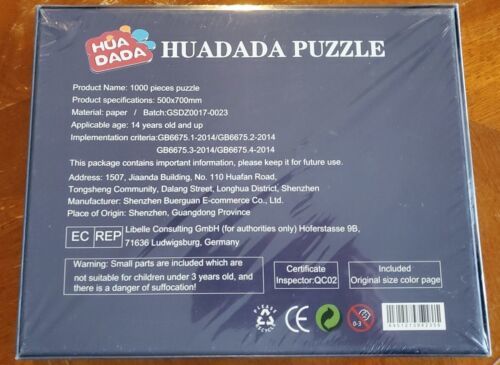 HUA
DADA
HUADADA PUZZLE
Product Name: 1000 pieces puzzle
Product specifications: 500x700mm
Material: paper / Batch:GSDZ0017-0023
Applicable age: 14 years old and up
Implementation criteria:GB6675.1-2014/GB6675.2-2014
GB6675.3-2014/GB6675.4-2014
This package contains important information, please keep it for future use.
Address: 1507, Jiaanda Building, No. 110 Huafan Road,
Tongsheng Community, Dalang Street, Longhua District, Shenzhen
Manufacturer: Shenzhen Buerguan E-commerce Co., Ltd.
Place of Origin: Shenzhen, Guangdong Province
EC REP
Libelle Consulting GmbH (for authorities only) Hoferstasse 9B,
71636 Ludwigsburg, Germany
Warning: Small parts are included which are
not suitable for children under 3 years old, and
there is a danger of suffocation!
Certificate
Inspector:QC02
Included
Original size color page
PLEASE
RECYCLE
CE
0-3